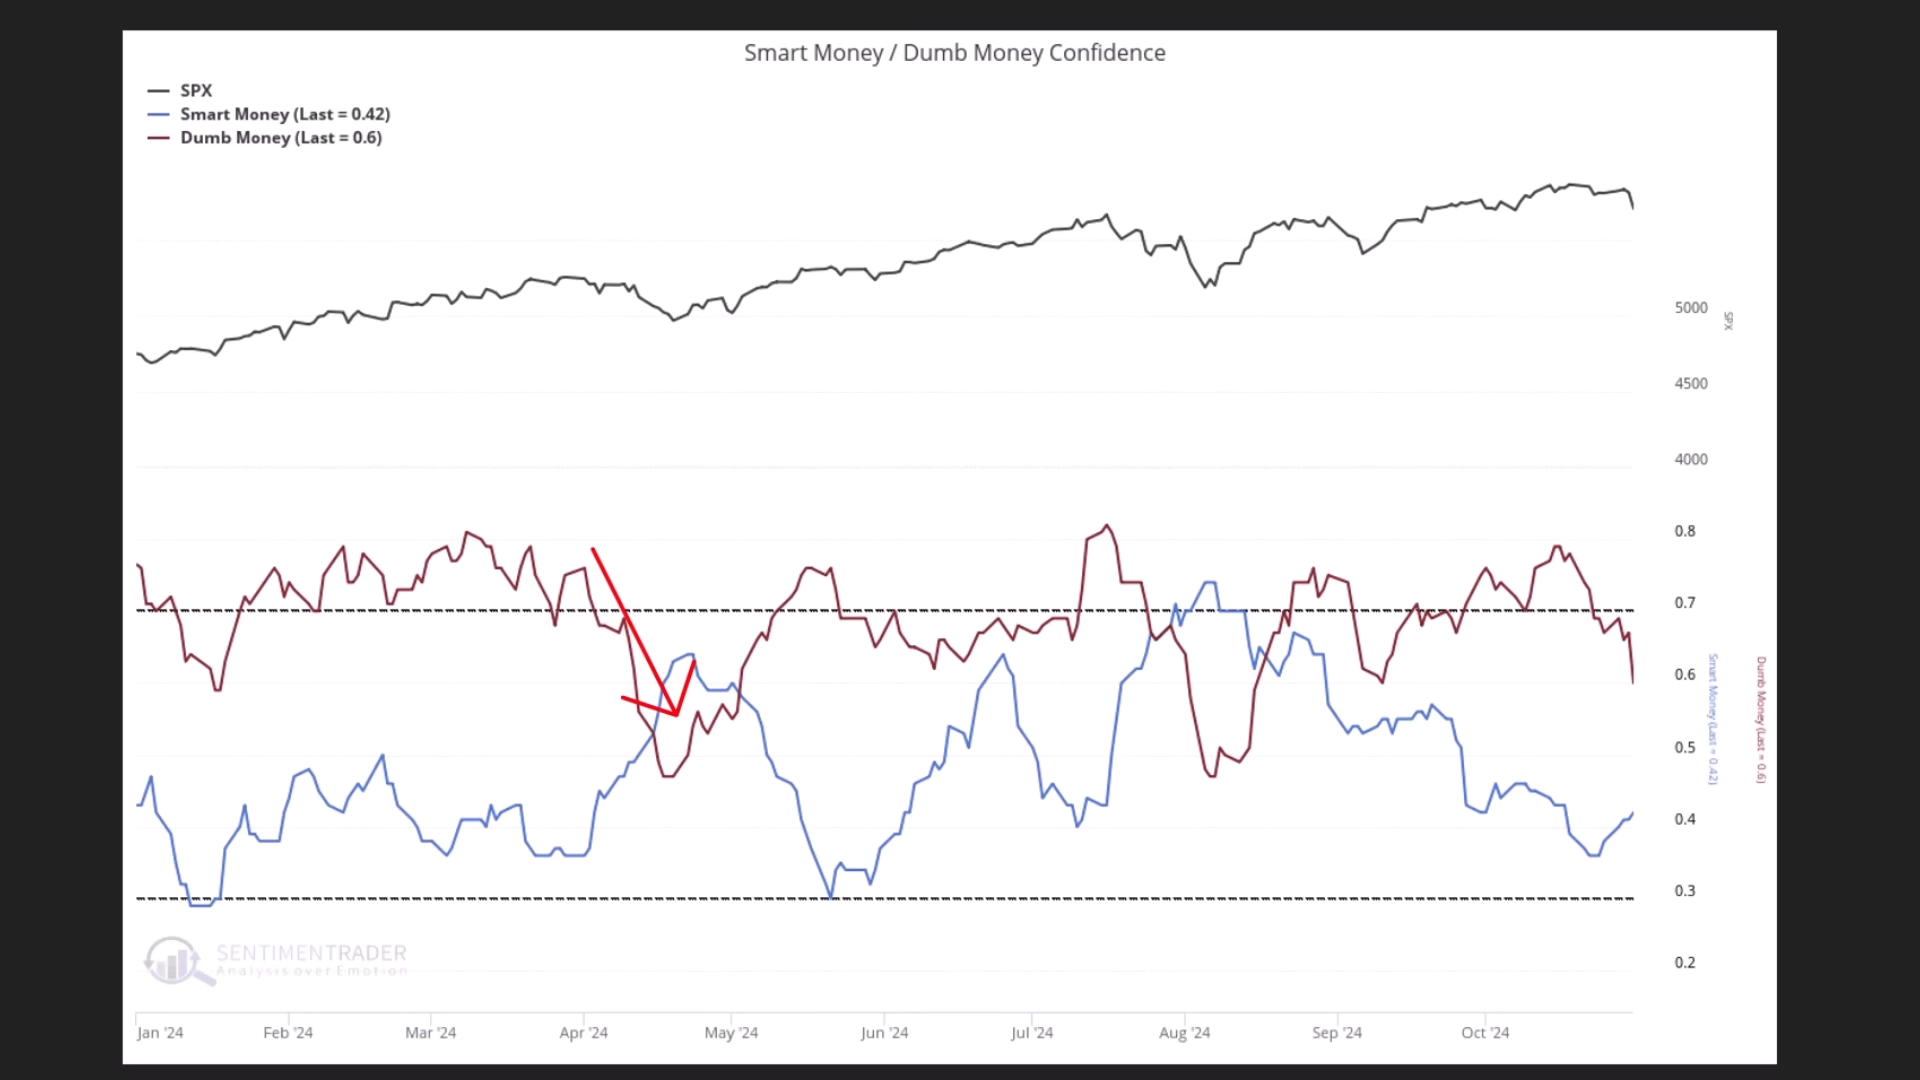 Smart Money / Dumb Money Confidence
SPX
Smart Money (Last = 0.42)
Dumb Money (Last = 0.6)
5000
SPX
4500
4000
0.8
0.7
0.6
Smart Money (Last = 0.42)
Dumb Money (Last = 0.6)
0.5
0.4
0.3
0.2
SENTIMENTRADER
Analysis over Emotion
Jan '24 Feb '24 Mar '24 Apr '24 May '24 Jun '24 Jul '24 Aug '24 Sep '24 Oct '24